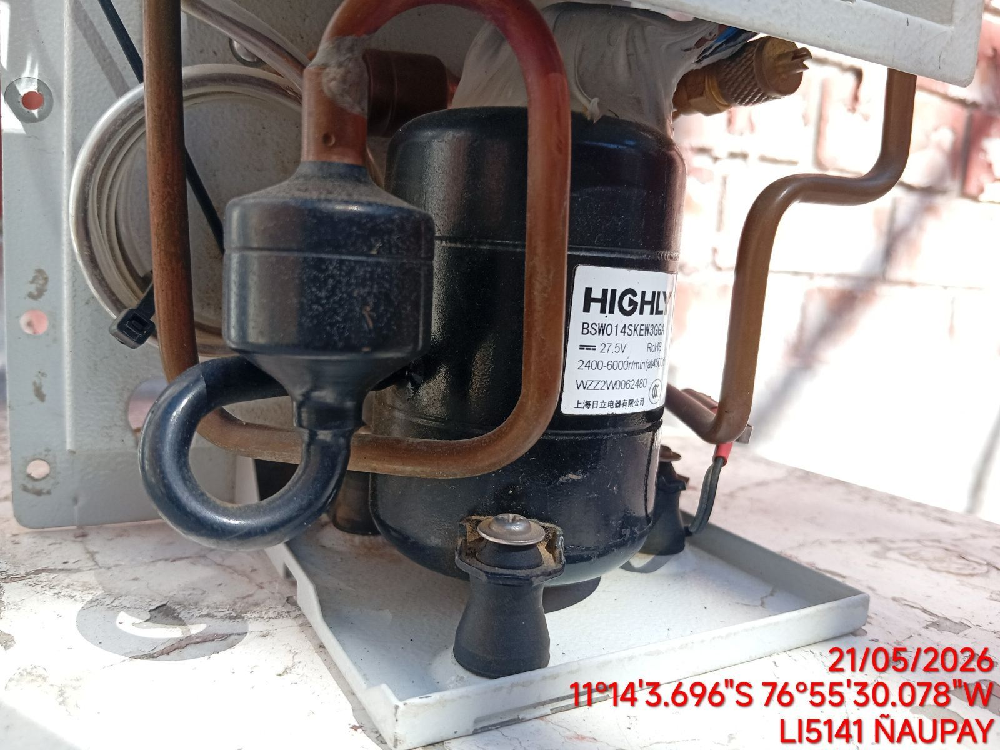 HIGHLY
BSW014SKEW3GGA
27.5V RoHS
2400-6000r/min(at4500
WZZ2W0062480
上海日立电器有限公司
21/05/2026
11°14'3.696"S 76°55'30.078"W
LI5141 ÑAUPAY